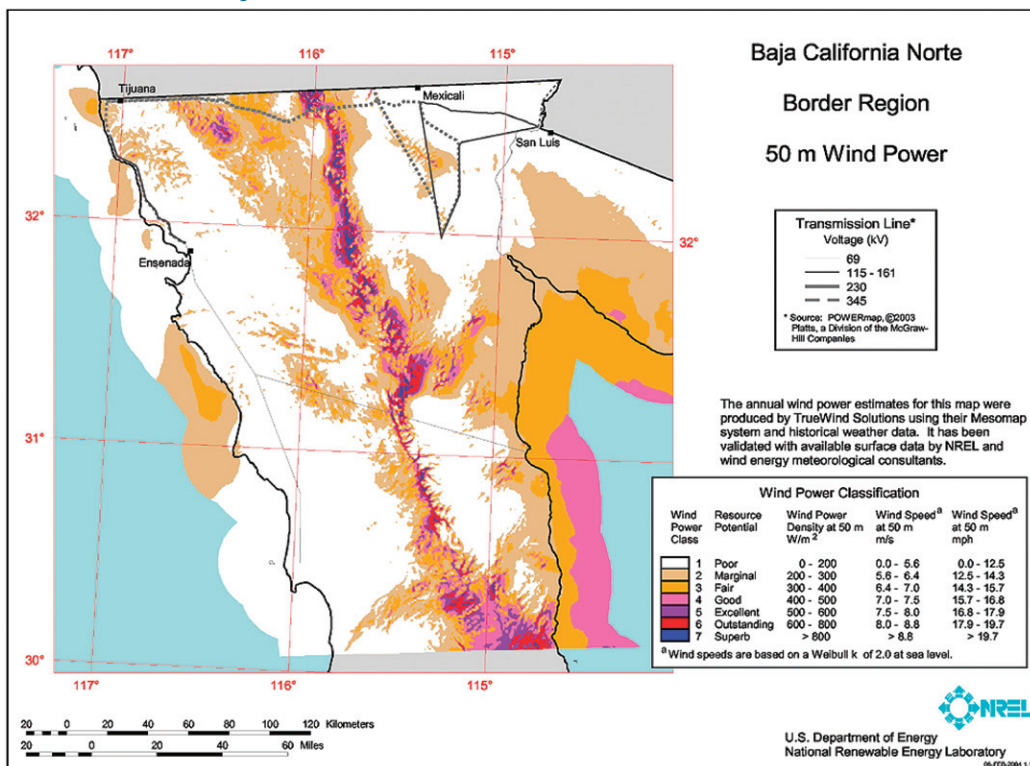 117°
116°
115°
Tijuana
Mexicali
San Luis
32°
32°
Ensenada
31°
31°
30°
30°
117°
116°
115°
20 0 20 40 60 80 100 120 Kilometers
20 0 20 40 60 Miles
Baja California Norte
Border Region
50 m Wind Power
Transmission Line*
Voltage (kV)
69
115 - 161
230
345
* Source: POWERmap, ©2003
Platts, a Division of the McGraw-
Hill Companies
The annual wind power estimates for this map were
produced by TrueWind Solutions using their Mesomap
system and historical weather data. It has been
validated with available surface data by NREL and
wind energy meteorological consultants.
Wind Power Classification
Wind Power Class Resource Potential Wind Power Density at 50 m W/m² Wind Speedᵃ at 50 m m/s Wind Speedᵃ at 50 m mph
1 Poor 0 - 200 0.0 - 5.6 0.0 - 12.5
2 Marginal 200 - 300 5.6 - 6.4 12.5 - 14.3
3 Fair 300 - 400 6.4 - 7.0 14.3 - 15.7
4 Good 400 - 500 7.0 - 7.5 15.7 - 16.8
5 Excellent 500 - 600 7.5 - 8.0 16.8 - 17.9
6 Outstanding 600 - 800 8.0 - 8.8 17.9 - 19.7
7 Superb > 800 > 8.8 > 19.7
ᵃ Wind speeds are based on a Weibull k of 2.0 at sea level.
NREL
U.S. Department of Energy
National Renewable Energy Laboratory